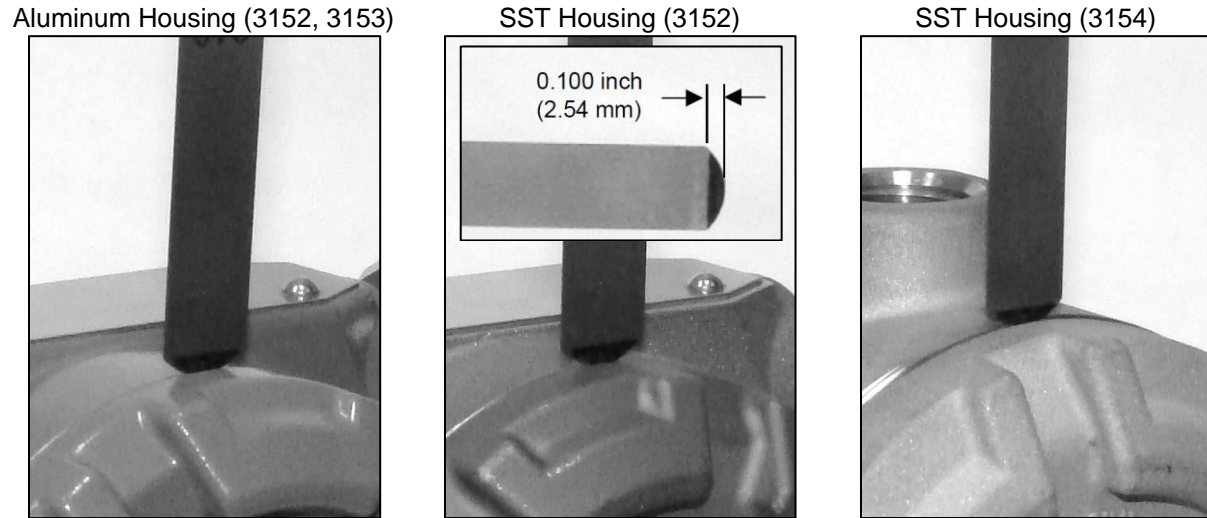 Aluminum Housing (3152, 3153)
SST Housing (3152)
SST Housing (3154)
0.100 inch
(2.54 mm)